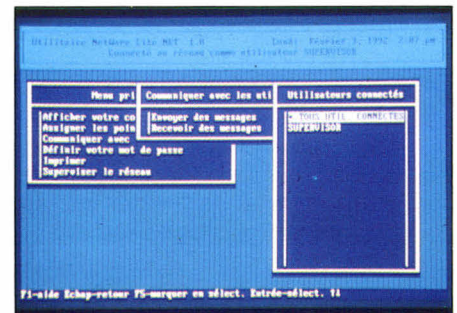 Utilitaire NetWare Lite NET 1.0 Lundi Février 3, 1992 2.07 pm
Connecté au réseau comme utilisateur SUPERVISOR
Menu pri
Afficher votre co
Assigner les poin
Communiquer avec
Définir votre mot de passe
Imprimer
Superviser le réseau
Communiquer avec les uti
Envoyer des messages
Recevoir des messages
Utilisateurs connectés
* TOUS UTIL CONNECTES
SUPERVISOR
F1-aide Echap-retour F5-marquer en sélect. Entrée-sélect. ↑↓